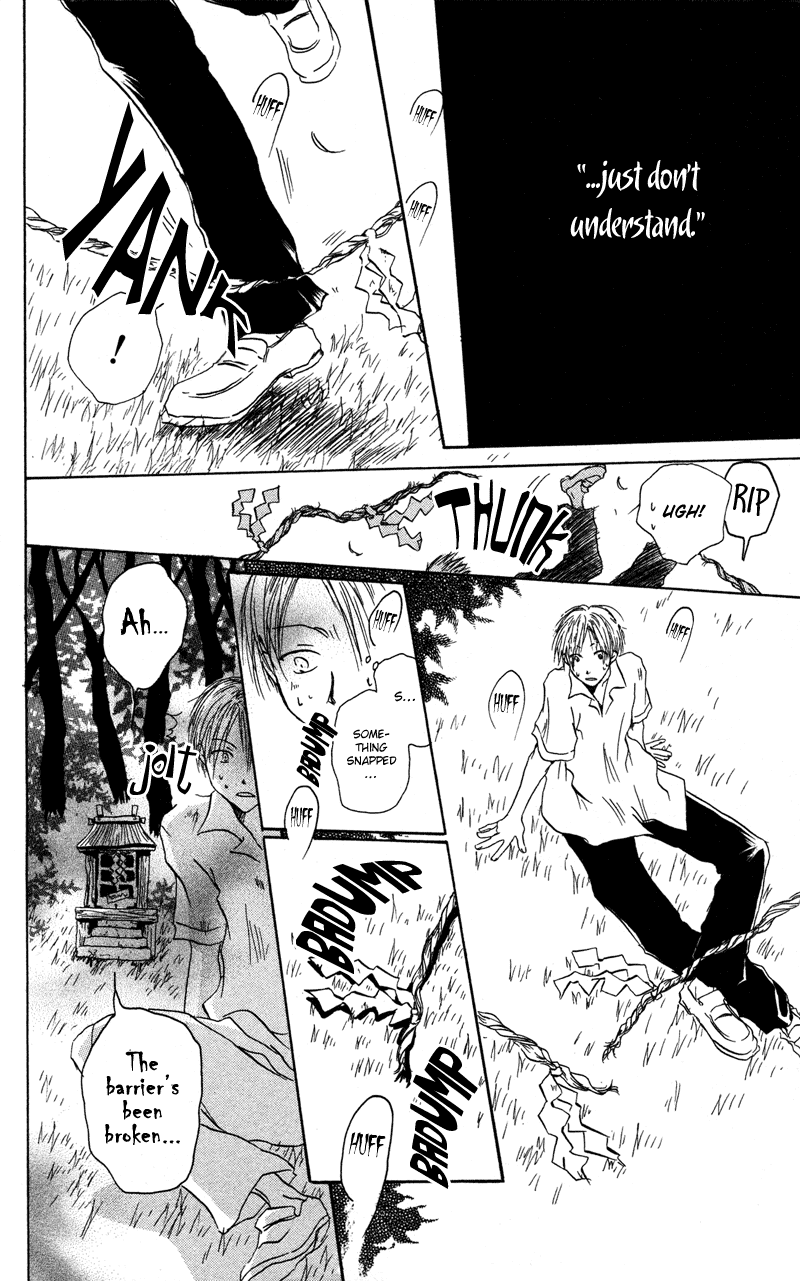 "...just don't
understand."
HUFF
HUFF
HUFF
YANK
!
RIP
UGH!
THUNK
HUFF
HUFF
HUFF
S...
SOME-
THING
SNAPPED
...
BADUMP
HUFF
BADUMP
BADUMP
HUFF
Ah...
jolt
The
barrier's
been
broken...